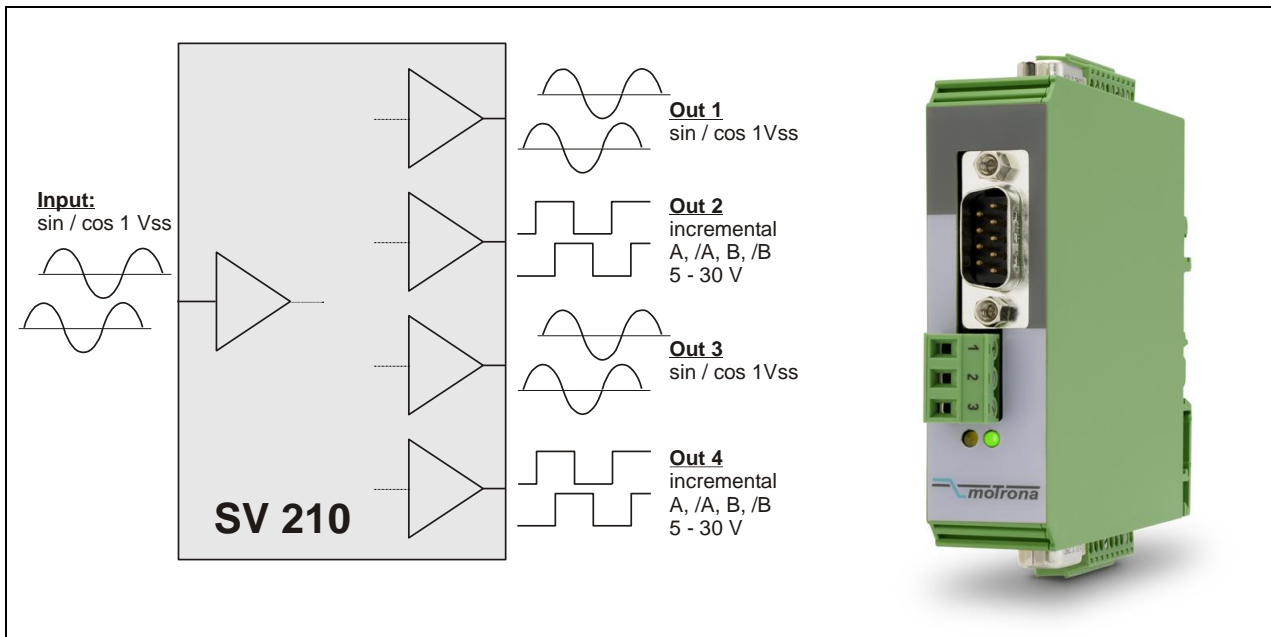 Input:
sin / cos 1 Vss
SV 210
Out 1
sin / cos 1Vss
Out 2
incremental
A, /A, B, /B
5 - 30 V
Out 3
sin / cos 1Vss
Out 4
incremental
A, /A, B, /B
5 - 30 V
1
2
3
motrona